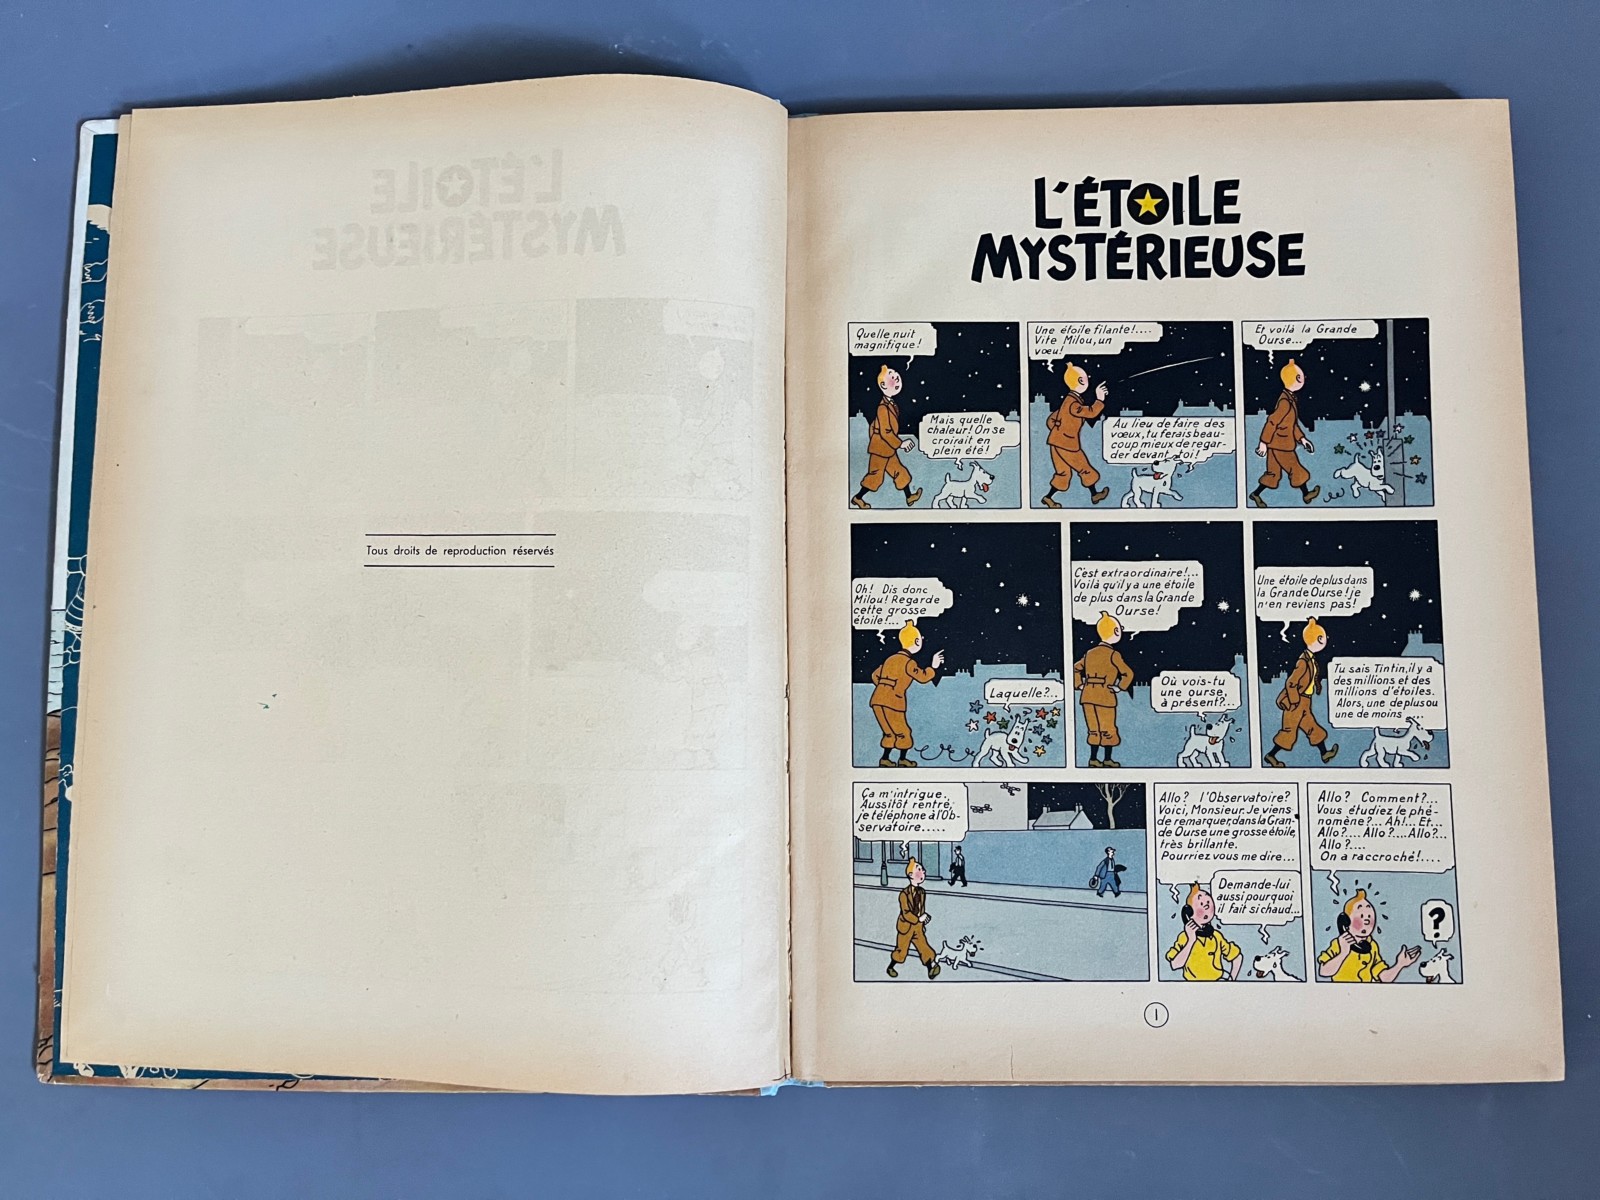 Tous droits de reproduction réservés
L'ÉTOILE
MYSTÉRIEUSE
Quelle nuit
magnifique!
Mais quelle
chaleur! On se
croirait en
plein été!
Une étoile filante!....
Vite Milou, un
vœu!
Au lieu de faire des
vœux, tu ferais beau-
coup mieux de regar-
der devant toi!
Et voilà la Grande
Ourse...
Oh! Dis donc
Milou! Regarde
cette grosse
étoile!...
Laquelle?...
C'est extraordinaire!...
Voilà qu'il y a une étoile
de plus dans la Grande
Ourse!
Où vois-tu
une ourse,
à présent?...
Une étoile de plus dans
la Grande Ourse! je
n'en reviens pas!
Tu sais Tintin, il y a
des millions et des
millions d'étoiles.
Alors, une de plus ou
une de moins ....
Ça m'intrigue.
Aussitôt rentré,
je téléphone à l'Ob-
servatoire.....
Allo? l'Observatoire?
Voici, Monsieur. Je viens
de remarquer, dans la Gran-
de Ourse une grosse étoile,
très brillante.
Pourriez vous me dire...
Demande-lui
aussi pourquoi
il fait si chaud...
Allo? Comment?...
Vous étudiez le phé-
nomène?... Ah!... Et...
Allo?.... Allo?....Allo?...
Allo?....
On a raccroché!....
?
1